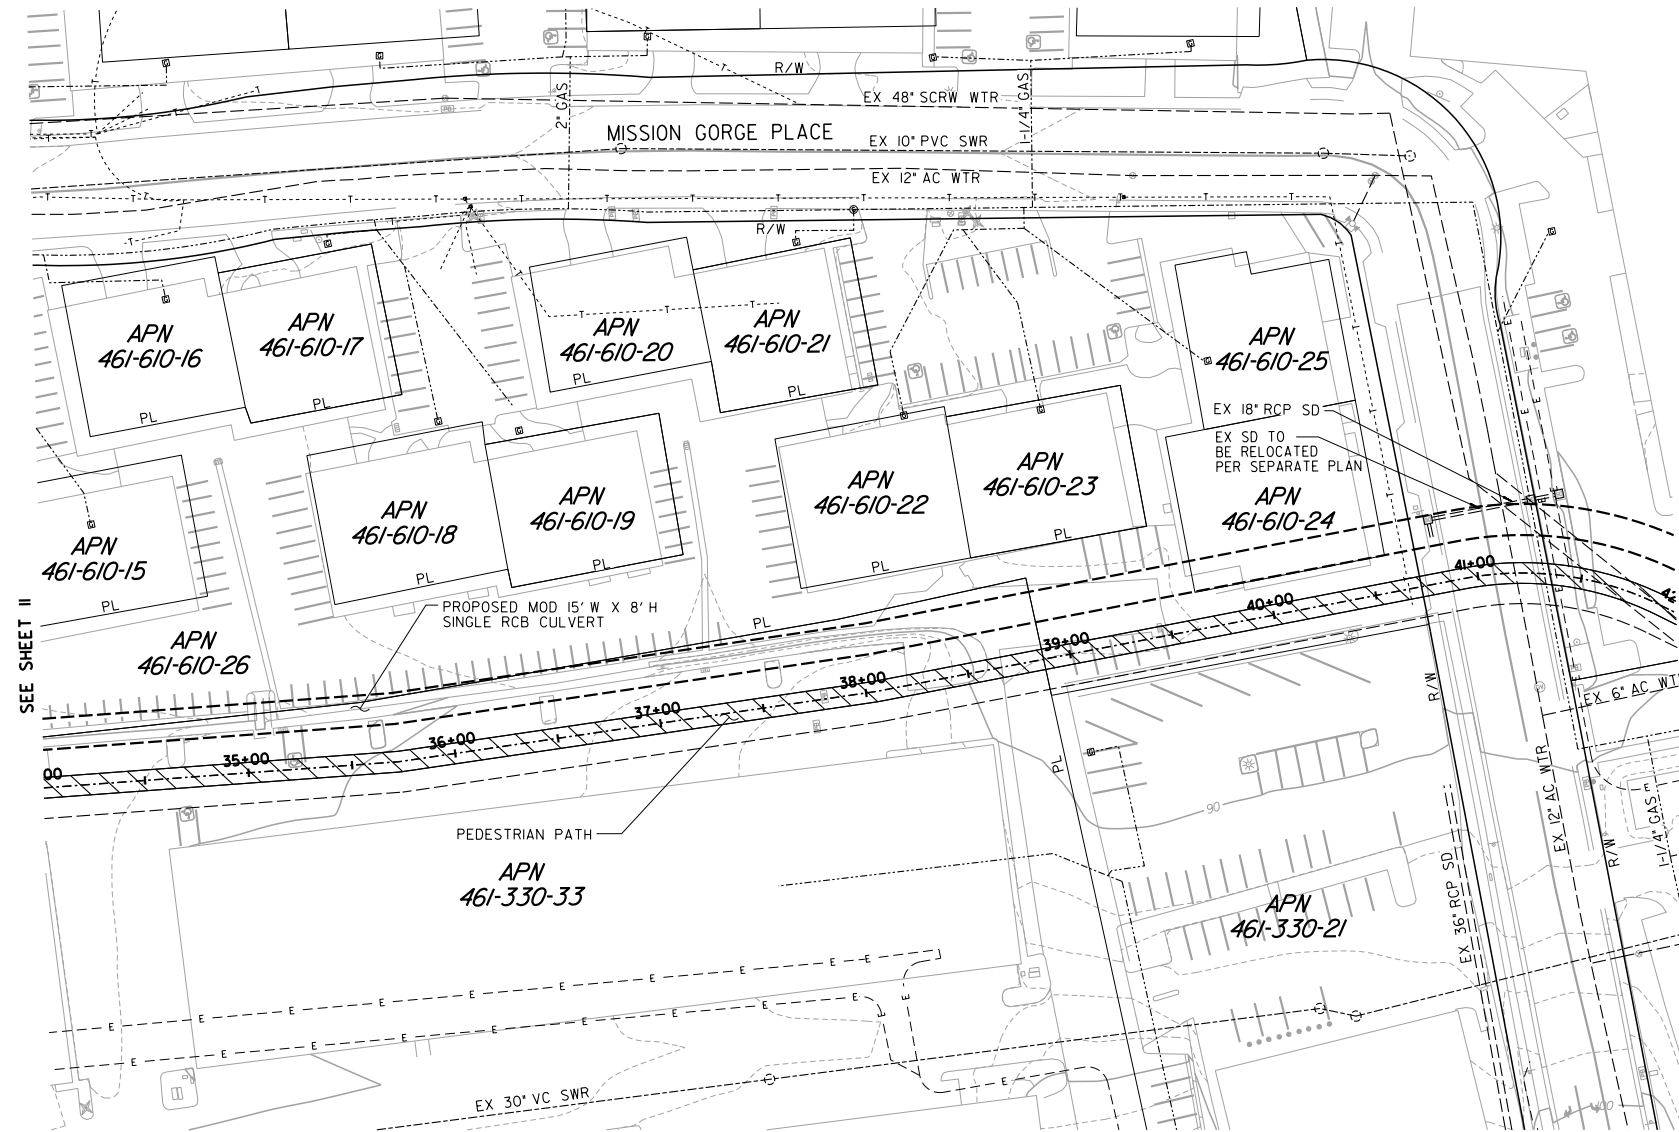 R/W
EX 48" SCRW WTR
2" GAS
1-1/4" GAS
MISSION GORGE PLACE
EX 10" PVC SWR
EX 12" AC WTR
R/W
APN
461-610-16
PL
APN
461-610-17
PL
APN
461-610-20
PL
APN
461-610-21
PL
APN
461-610-25
EX 18" RCP SD
EX SD TO
BE RELOCATED
PER SEPARATE PLAN
APN
461-610-24
APN
461-610-15
PL
APN
461-610-18
PL
APN
461-610-19
PL
APN
461-610-22
PL
APN
461-610-23
PL
SEE SHEET 11
APN
461-610-26
PROPOSED MOD 15' W X 8' H
SINGLE RCB CULVERT
PL
00
35+00
36+00
37+00
38+00
39+00
40+00
41+00
R/W
EX 6" AC WT
PL
90
PEDESTRIAN PATH
APN
461-330-33
APN
461-330-21
EX 36" RCP SD
EX 12" AC WTR
R/W
1-1/4" GAS
EX 30" VC SWR